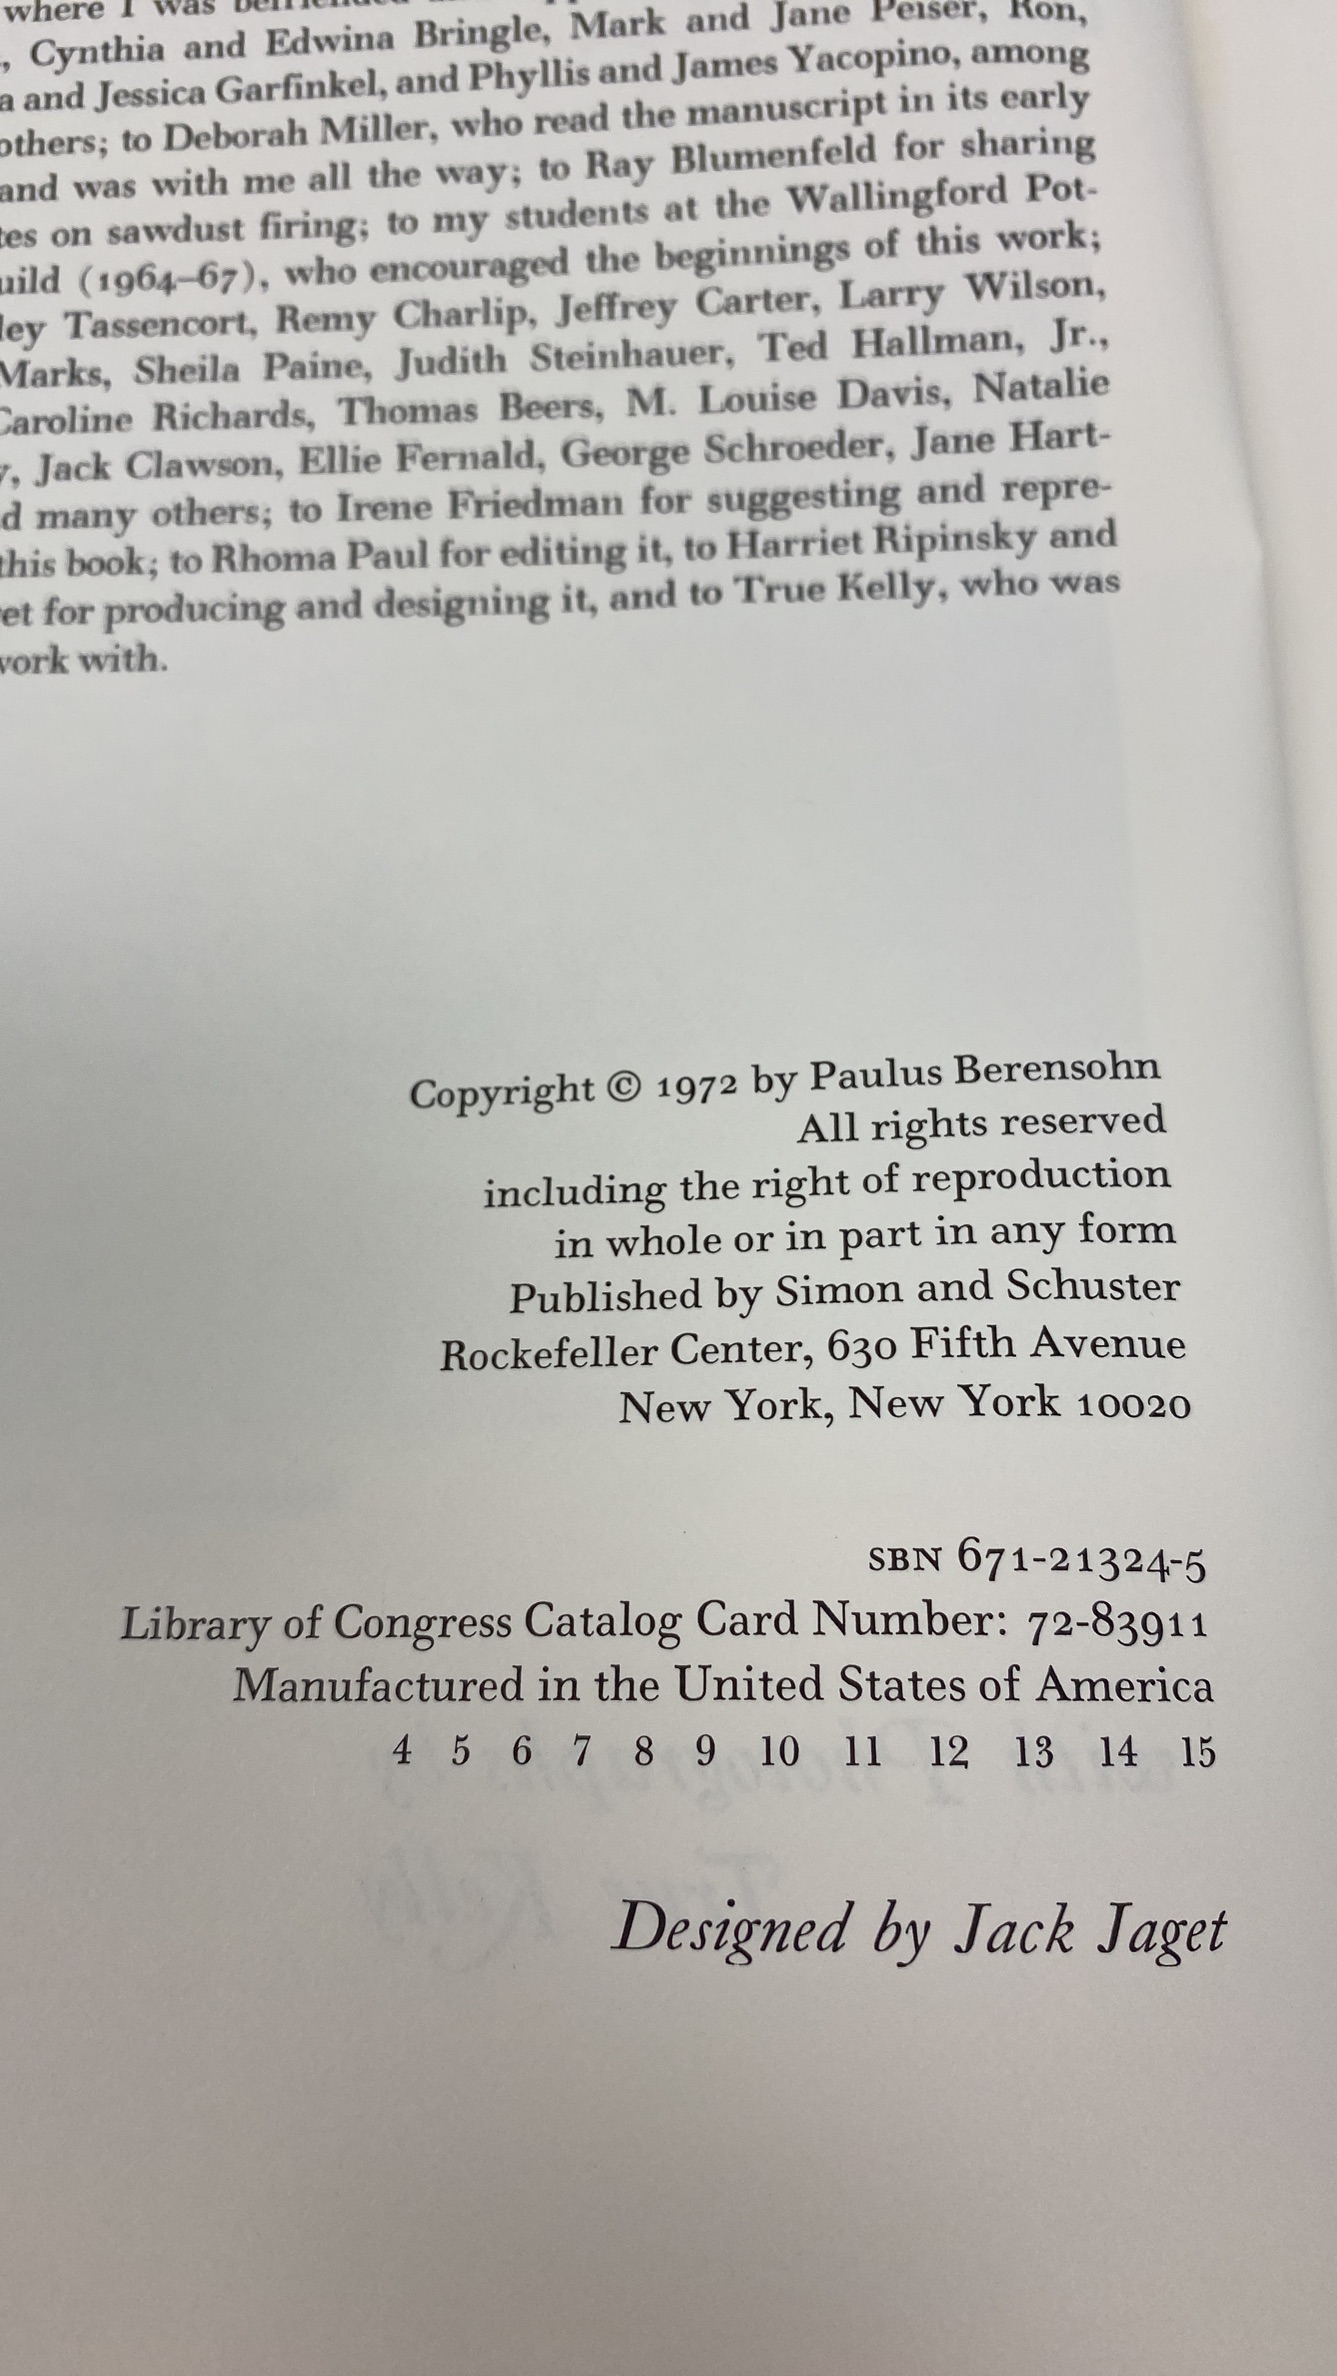 where I was
, Cynthia and Edwina Bringle, Mark and Jane Peiser, Ron,
a and Jessica Garfinkel, and Phyllis and James Yacopino, among
others; to Deborah Miller, who read the manuscript in its early
and was with me all the way; to Ray Blumenfeld for sharing
tes on sawdust firing; to my students at the Wallingford Pot-
uild (1964–67), who encouraged the beginnings of this work;
ley Tassencort, Remy Charlip, Jeffrey Carter, Larry Wilson,
Marks, Sheila Paine, Judith Steinhauer, Ted Hallman, Jr.,
Caroline Richards, Thomas Beers, M. Louise Davis, Natalie
y, Jack Clawson, Ellie Fernald, George Schroeder, Jane Hart-
d many others; to Irene Friedman for suggesting and repre-
this book; to Rhoma Paul for editing it, to Harriet Ripinsky and
et for producing and designing it, and to True Kelly, who was
work with.
Copyright © 1972 by Paulus Berensohn
All rights reserved
including the right of reproduction
in whole or in part in any form
Published by Simon and Schuster
Rockefeller Center, 630 Fifth Avenue
New York, New York 10020
SBN 671-21324-5
Library of Congress Catalog Card Number: 72-83911
Manufactured in the United States of America
4 5 6 7 8 9 10 11 12 13 14 15
Designed by Jack Jaget